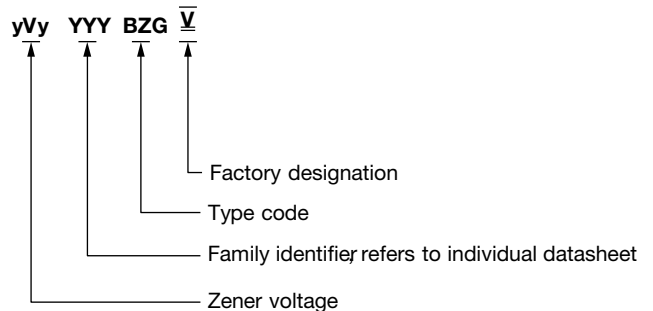 yVy YYY BZG V
Factory designation
Type code
Family identifier, refers to individual datasheet
Zener voltage